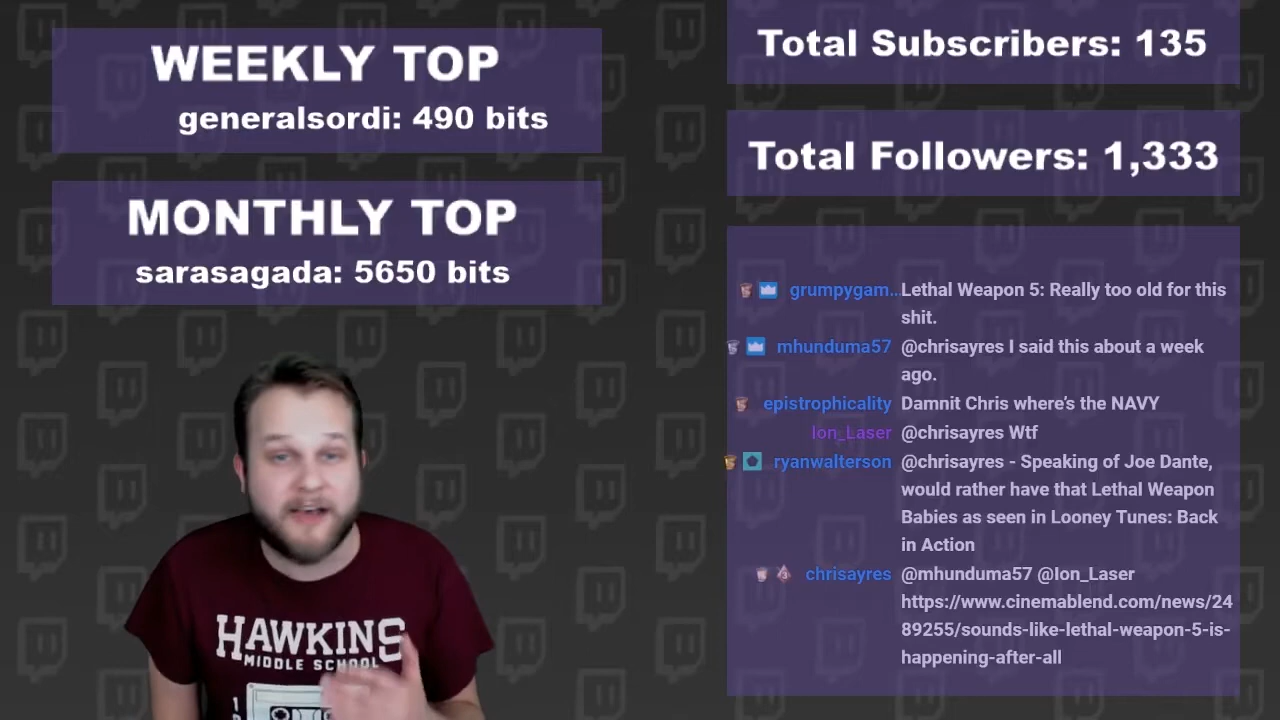 WEEKLY TOP
generalsordi: 490 bits
MONTHLY TOP
sarasagada: 5650 bits
Total Subscribers: 135
Total Followers: 1,333
grumpygam... Lethal Weapon 5: Really too old for this
shit.
mhunduma57 @chrisayres I said this about a week
ago.
epistrophicality Damnit Chris where's the NAVY
Ion_Laser @chrisayres Wtf
ryanwalterson @chrisayres - Speaking of Joe Dante,
would rather have that Lethal Weapon
Babies as seen in Looney Tunes: Back
in Action
chrisayres @mhunduma57 @Ion_Laser
https://www.cinemablend.com/news/24
89255/sounds-like-lethal-weapon-5-is-
happening-after-all
HAWKINS
MIDDLE SCHOOL